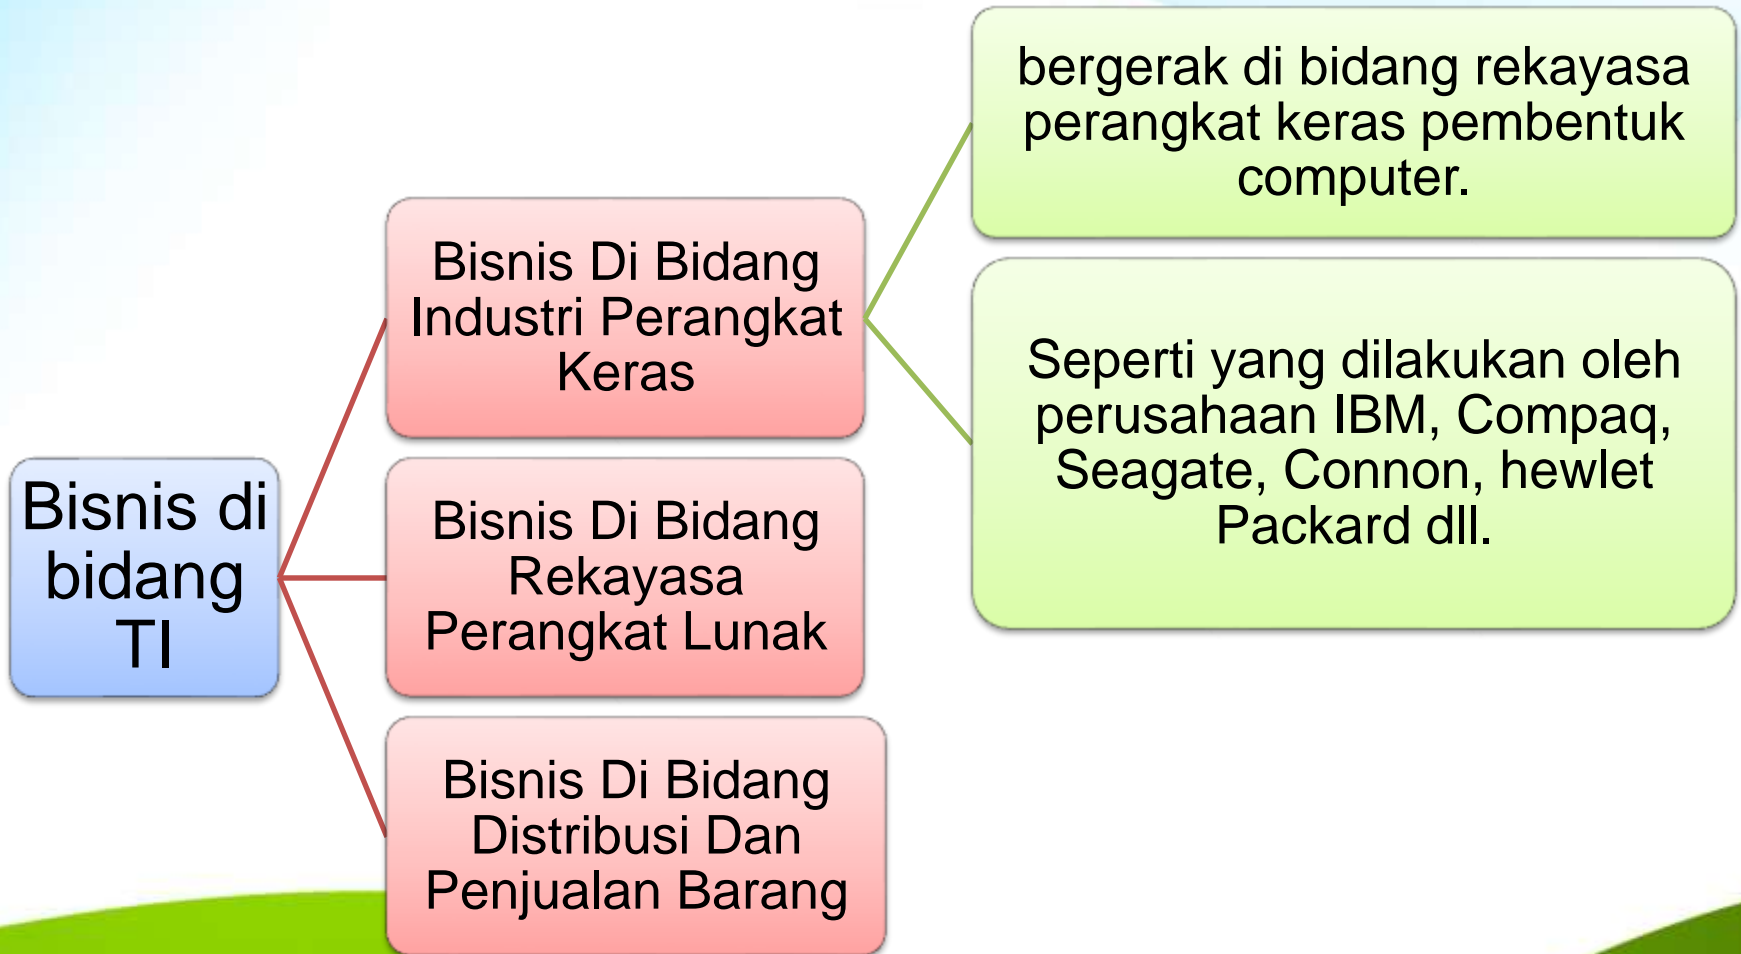 Bisnis di
bidang
TI
Bisnis Di Bidang
Industri Perangkat
Keras
bergerak di bidang rekayasa
perangkat keras pembentuk
computer.
Seperti yang dilakukan oleh
perusahaan IBM, Compaq,
Seagate, Connon, hewlet
Packard dll.
Bisnis Di Bidang
Rekayasa
Perangkat Lunak
Bisnis Di Bidang
Distribusi Dan
Penjualan Barang